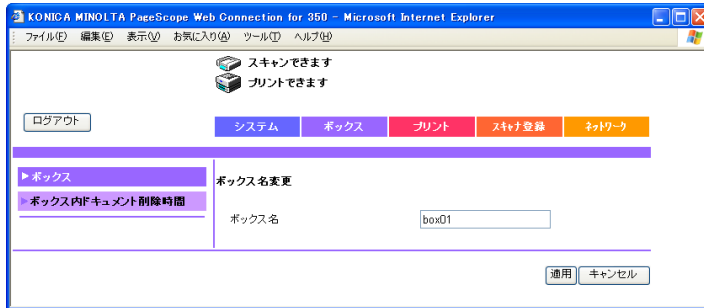 KONICA MINOLTA PageScope Web Connection for 350 - Microsoft Internet Explorer
ファイル(F) 編集(E) 表示(V) お気に入り(A) ツール(T) ヘルプ(H)
スキャンできます
プリントできます
ログアウト
システム ボックス プリント スキャナ登録 ネットワーク
ボックス
ボックス内ドキュメント削除時間
ボックス名変更
ボックス名 box01
適用 キャンセル